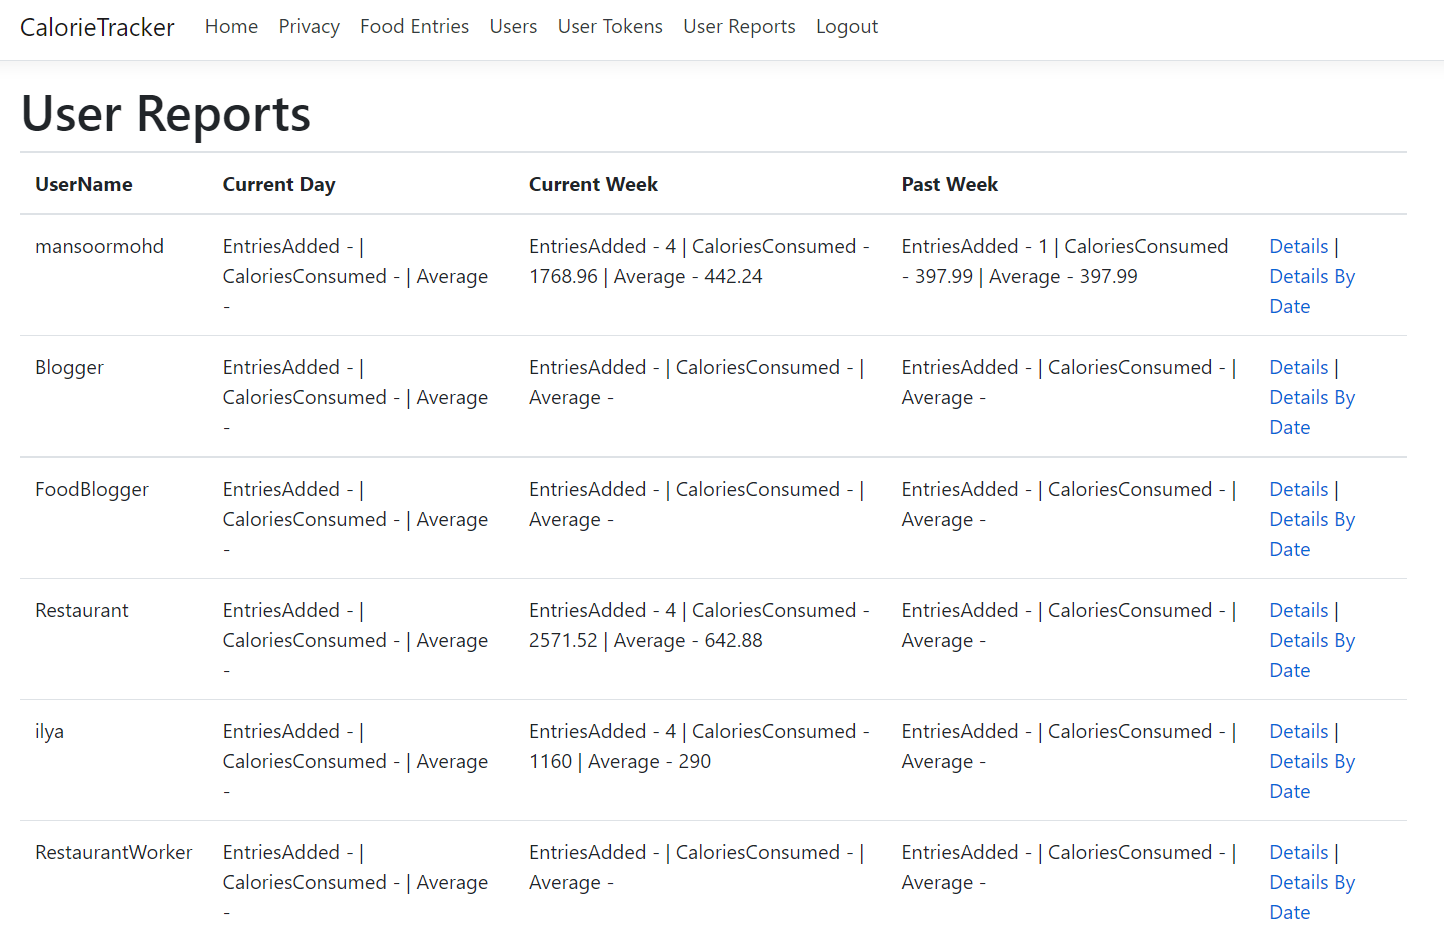 CalorieTracker Home Privacy Food Entries Users User Tokens User Reports Logout
User Reports
UserName Current Day Current Week Past Week
mansoormohd EntriesAdded - | EntriesAdded - 4 | CaloriesConsumed - EntriesAdded - 1 | CaloriesConsumed Details |
CaloriesConsumed - | Average 1768.96 | Average - 442.24 - 397.99 | Average - 397.99 Details By
- Date
Blogger EntriesAdded - | EntriesAdded - | CaloriesConsumed - | EntriesAdded - | CaloriesConsumed - | Details |
CaloriesConsumed - | Average Average - Average - Details By
- Date
FoodBlogger EntriesAdded - | EntriesAdded - | CaloriesConsumed - | EntriesAdded - | CaloriesConsumed - | Details |
CaloriesConsumed - | Average Average - Average - Details By
- Date
Restaurant EntriesAdded - | EntriesAdded - 4 | CaloriesConsumed - EntriesAdded - | CaloriesConsumed - | Details |
CaloriesConsumed - | Average 2571.52 | Average - 642.88 Average - Details By
- Date
ilya EntriesAdded - | EntriesAdded - 4 | CaloriesConsumed - EntriesAdded - | CaloriesConsumed - | Details |
CaloriesConsumed - | Average 1160 | Average - 290 Average - Details By
- Date
RestaurantWorker EntriesAdded - | EntriesAdded - | CaloriesConsumed - | EntriesAdded - | CaloriesConsumed - | Details |
CaloriesConsumed - | Average Average - Average - Details By
- Date